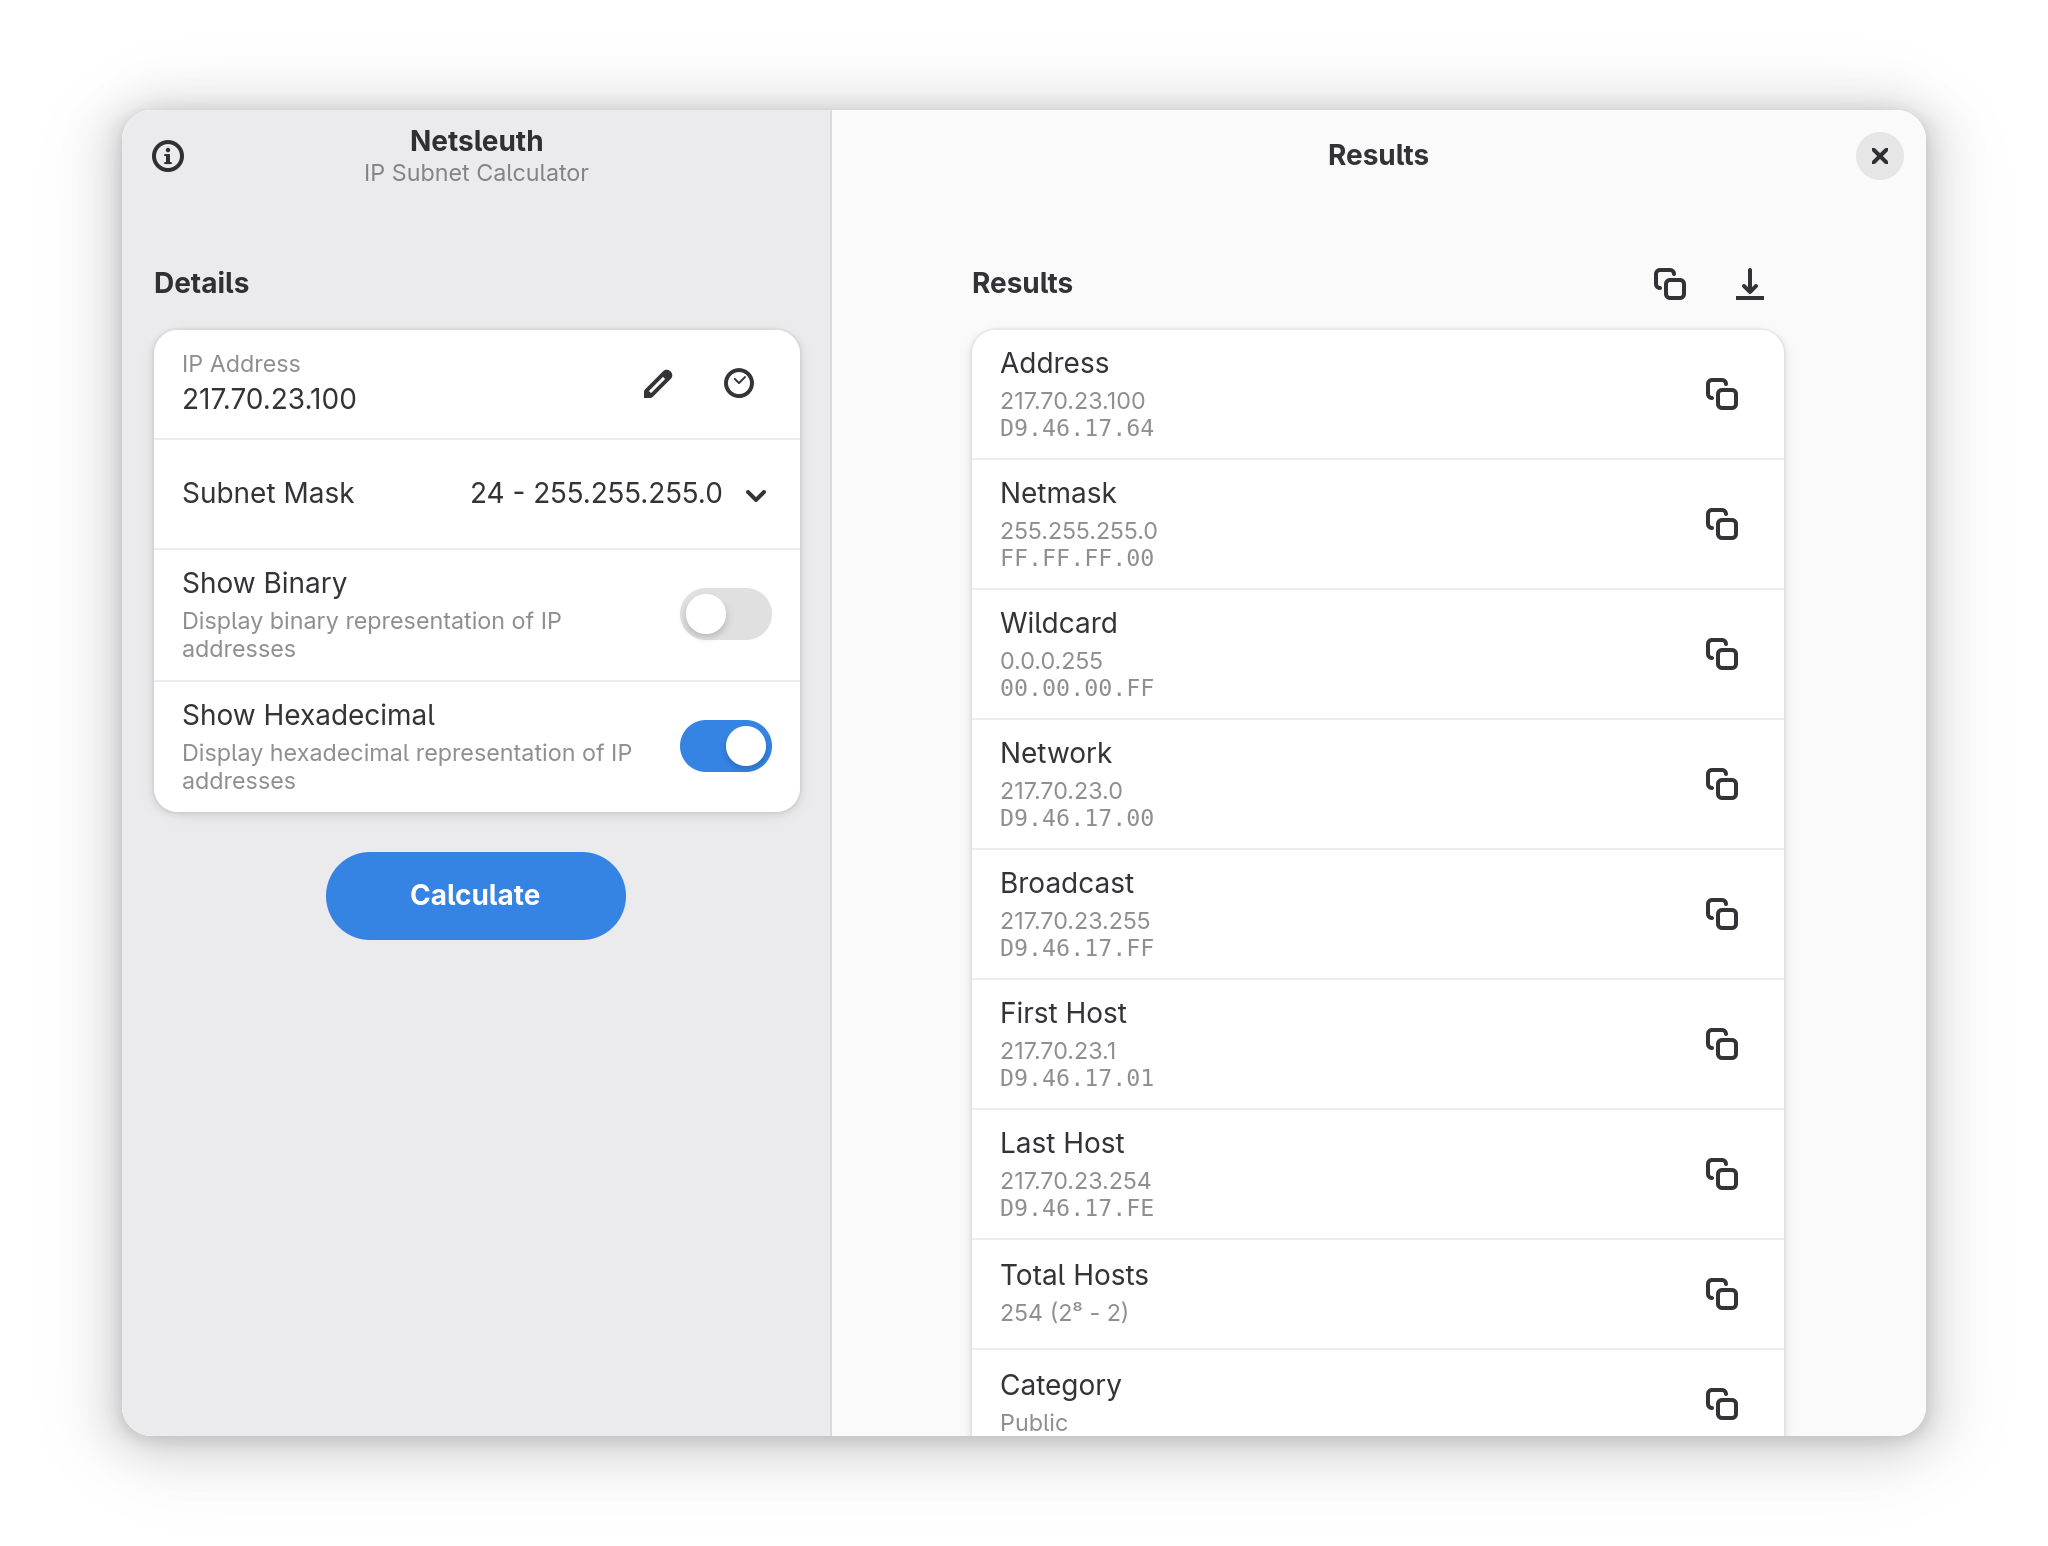 Netsleuth
IP Subnet Calculator
Details
IP Address
217.70.23.100
Subnet Mask 24 - 255.255.255.0
Show Binary
Display binary representation of IP
addresses
Show Hexadecimal
Display hexadecimal representation of IP
addresses
Calculate
Results
Results
Address
217.70.23.100
D9.46.17.64
Netmask
255.255.255.0
FF.FF.FF.00
Wildcard
0.0.0.255
00.00.00.FF
Network
217.70.23.0
D9.46.17.00
Broadcast
217.70.23.255
D9.46.17.FF
First Host
217.70.23.1
D9.46.17.01
Last Host
217.70.23.254
D9.46.17.FE
Total Hosts
254 (2⁸ - 2)
Category
Public